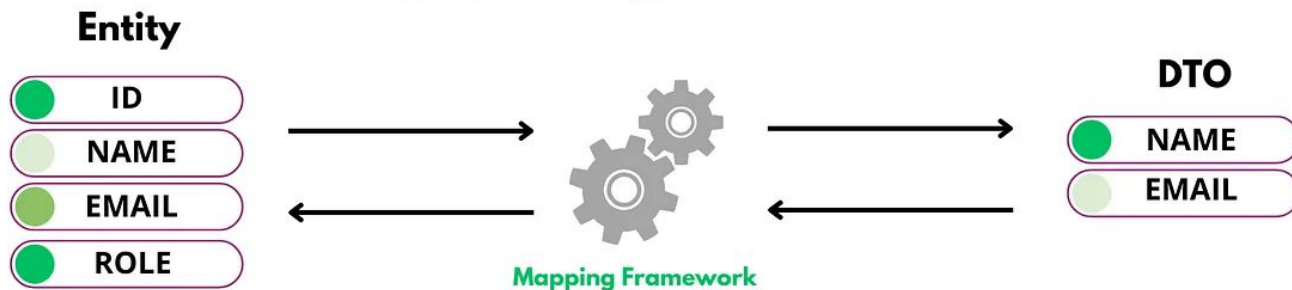 Entity
ID
NAME
EMAIL
ROLE
Mapping Framework
DTO
NAME
EMAIL